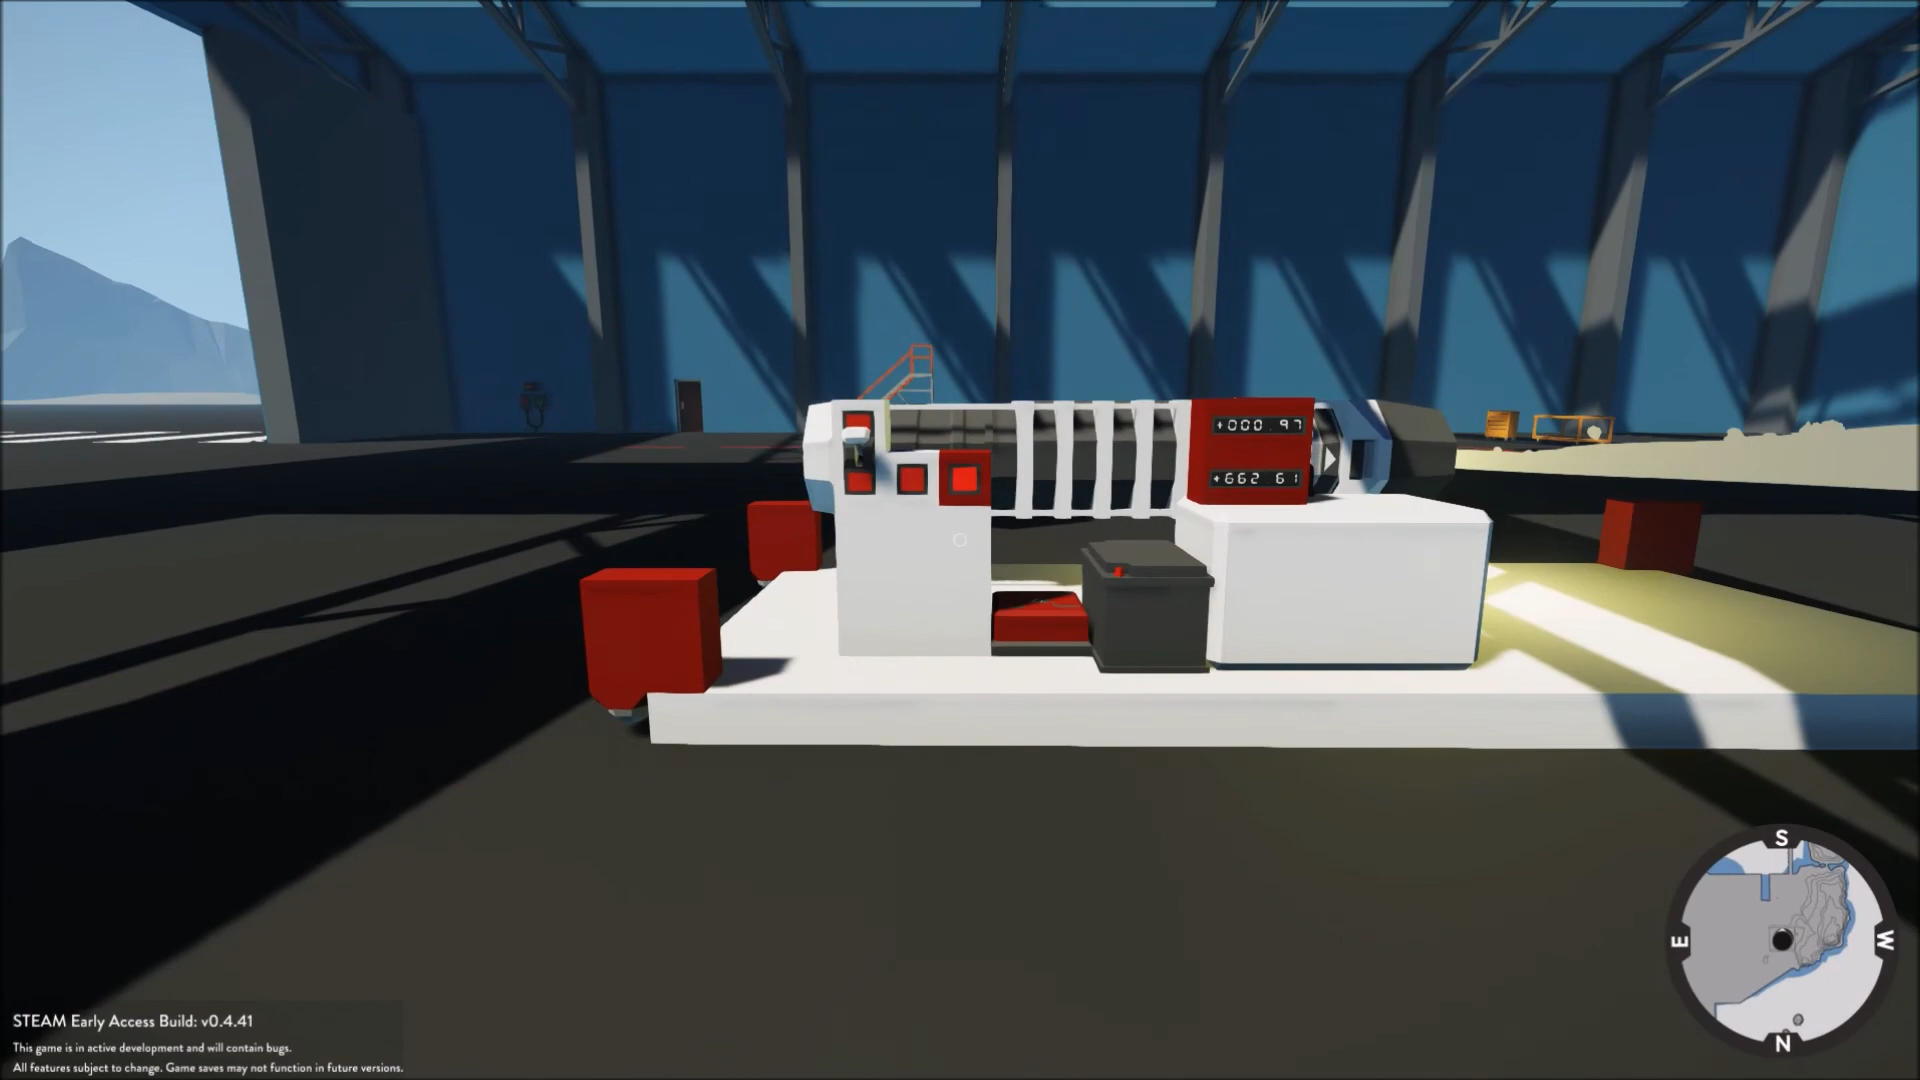 +000.97
+662 61
S
E
W
N
STEAM Early Access Build: v0.4.41
This game is in active development and will contain bugs.
All features subject to change. Game saves may not function in future versions.